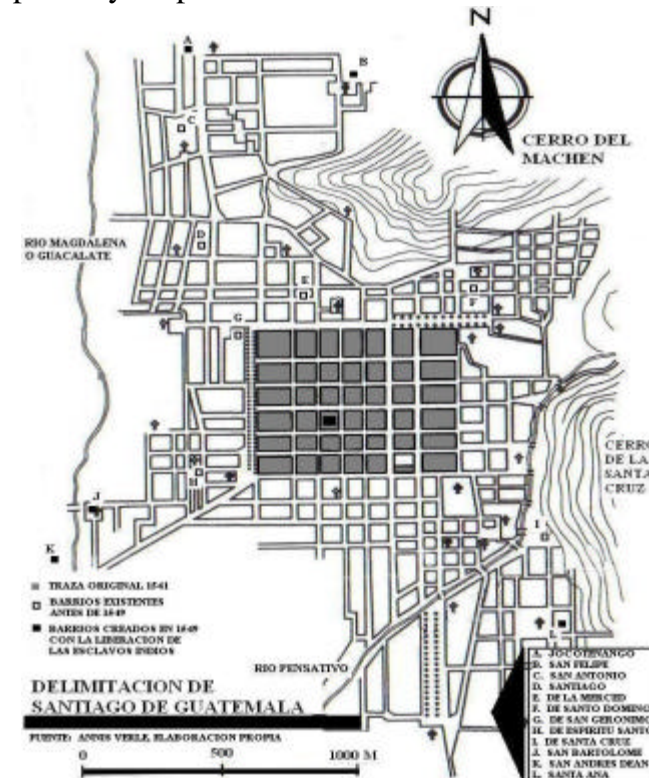 N
A
B
C
CERRO DEL
MACHEN
D
RIO MAGDALENA
O GUACALATE
E
F
G
CERRO
DE LA
SANTA
CRUZ
H
J
I
K
L
TRAZA ORIGINAL 1541
BARRIOS EXISTENTES
ANTES DE 1549
BARRIOS CREADOS EN 1549
CON LA LIBERACION DE
LAS ESCLAVOS INDIOS
RIO PENSATIVO
DELIMITACION DE
SANTIAGO DE GUATEMALA
FUENTE: ANNIS VERLE, ELABORACION PROPIA
0 500 1000 M
A. JOCOTENANGO
B. SAN FELIPE
C. SAN ANTONIO
D. SANTIAGO
E. DE LA MERCED
F. DE SANTO DOMINGO
G. DE SAN GERONIMO
H. DE ESPIRITU SANTO
I. DE SANTA CRUZ
J. SAN BARTOLOME
K. SAN ANDRES DEAN
SANTA ANA